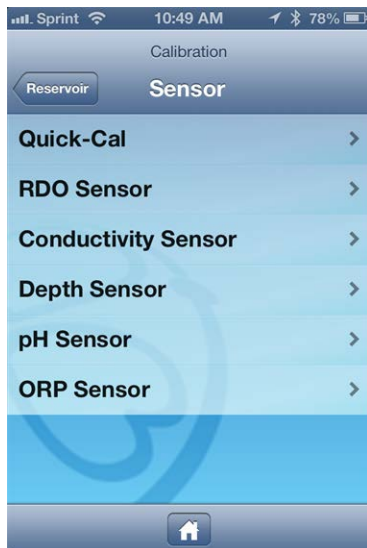 Sprint 10:49 AM 78%
Calibration
Reservoir Sensor
Quick-Cal
RDO Sensor
Conductivity Sensor
Depth Sensor
pH Sensor
ORP Sensor